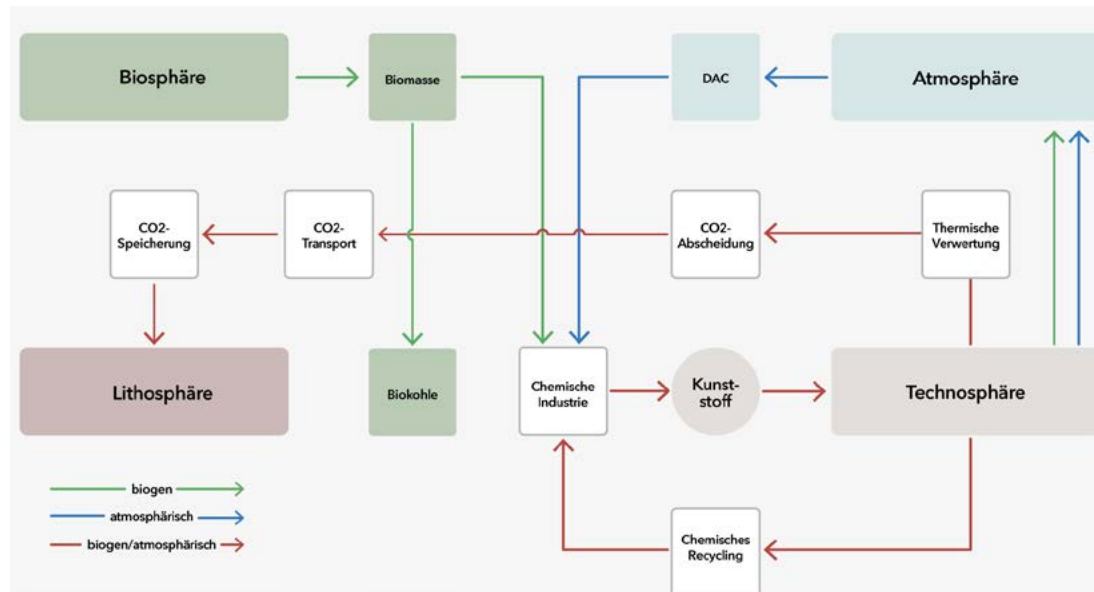 Biosphäre
Biomasse
DAC
Atmosphäre
CO2-
Speicherung
CO2-
Transport
CO2-
Abscheidung
Thermische
Verwertung
Lithosphäre
Biokohle
Chemische
Industrie
Kunst-
stoff
Technosphäre
biogen
atmosphärisch
biogen/atmosphärisch
Chemisches
Recycling